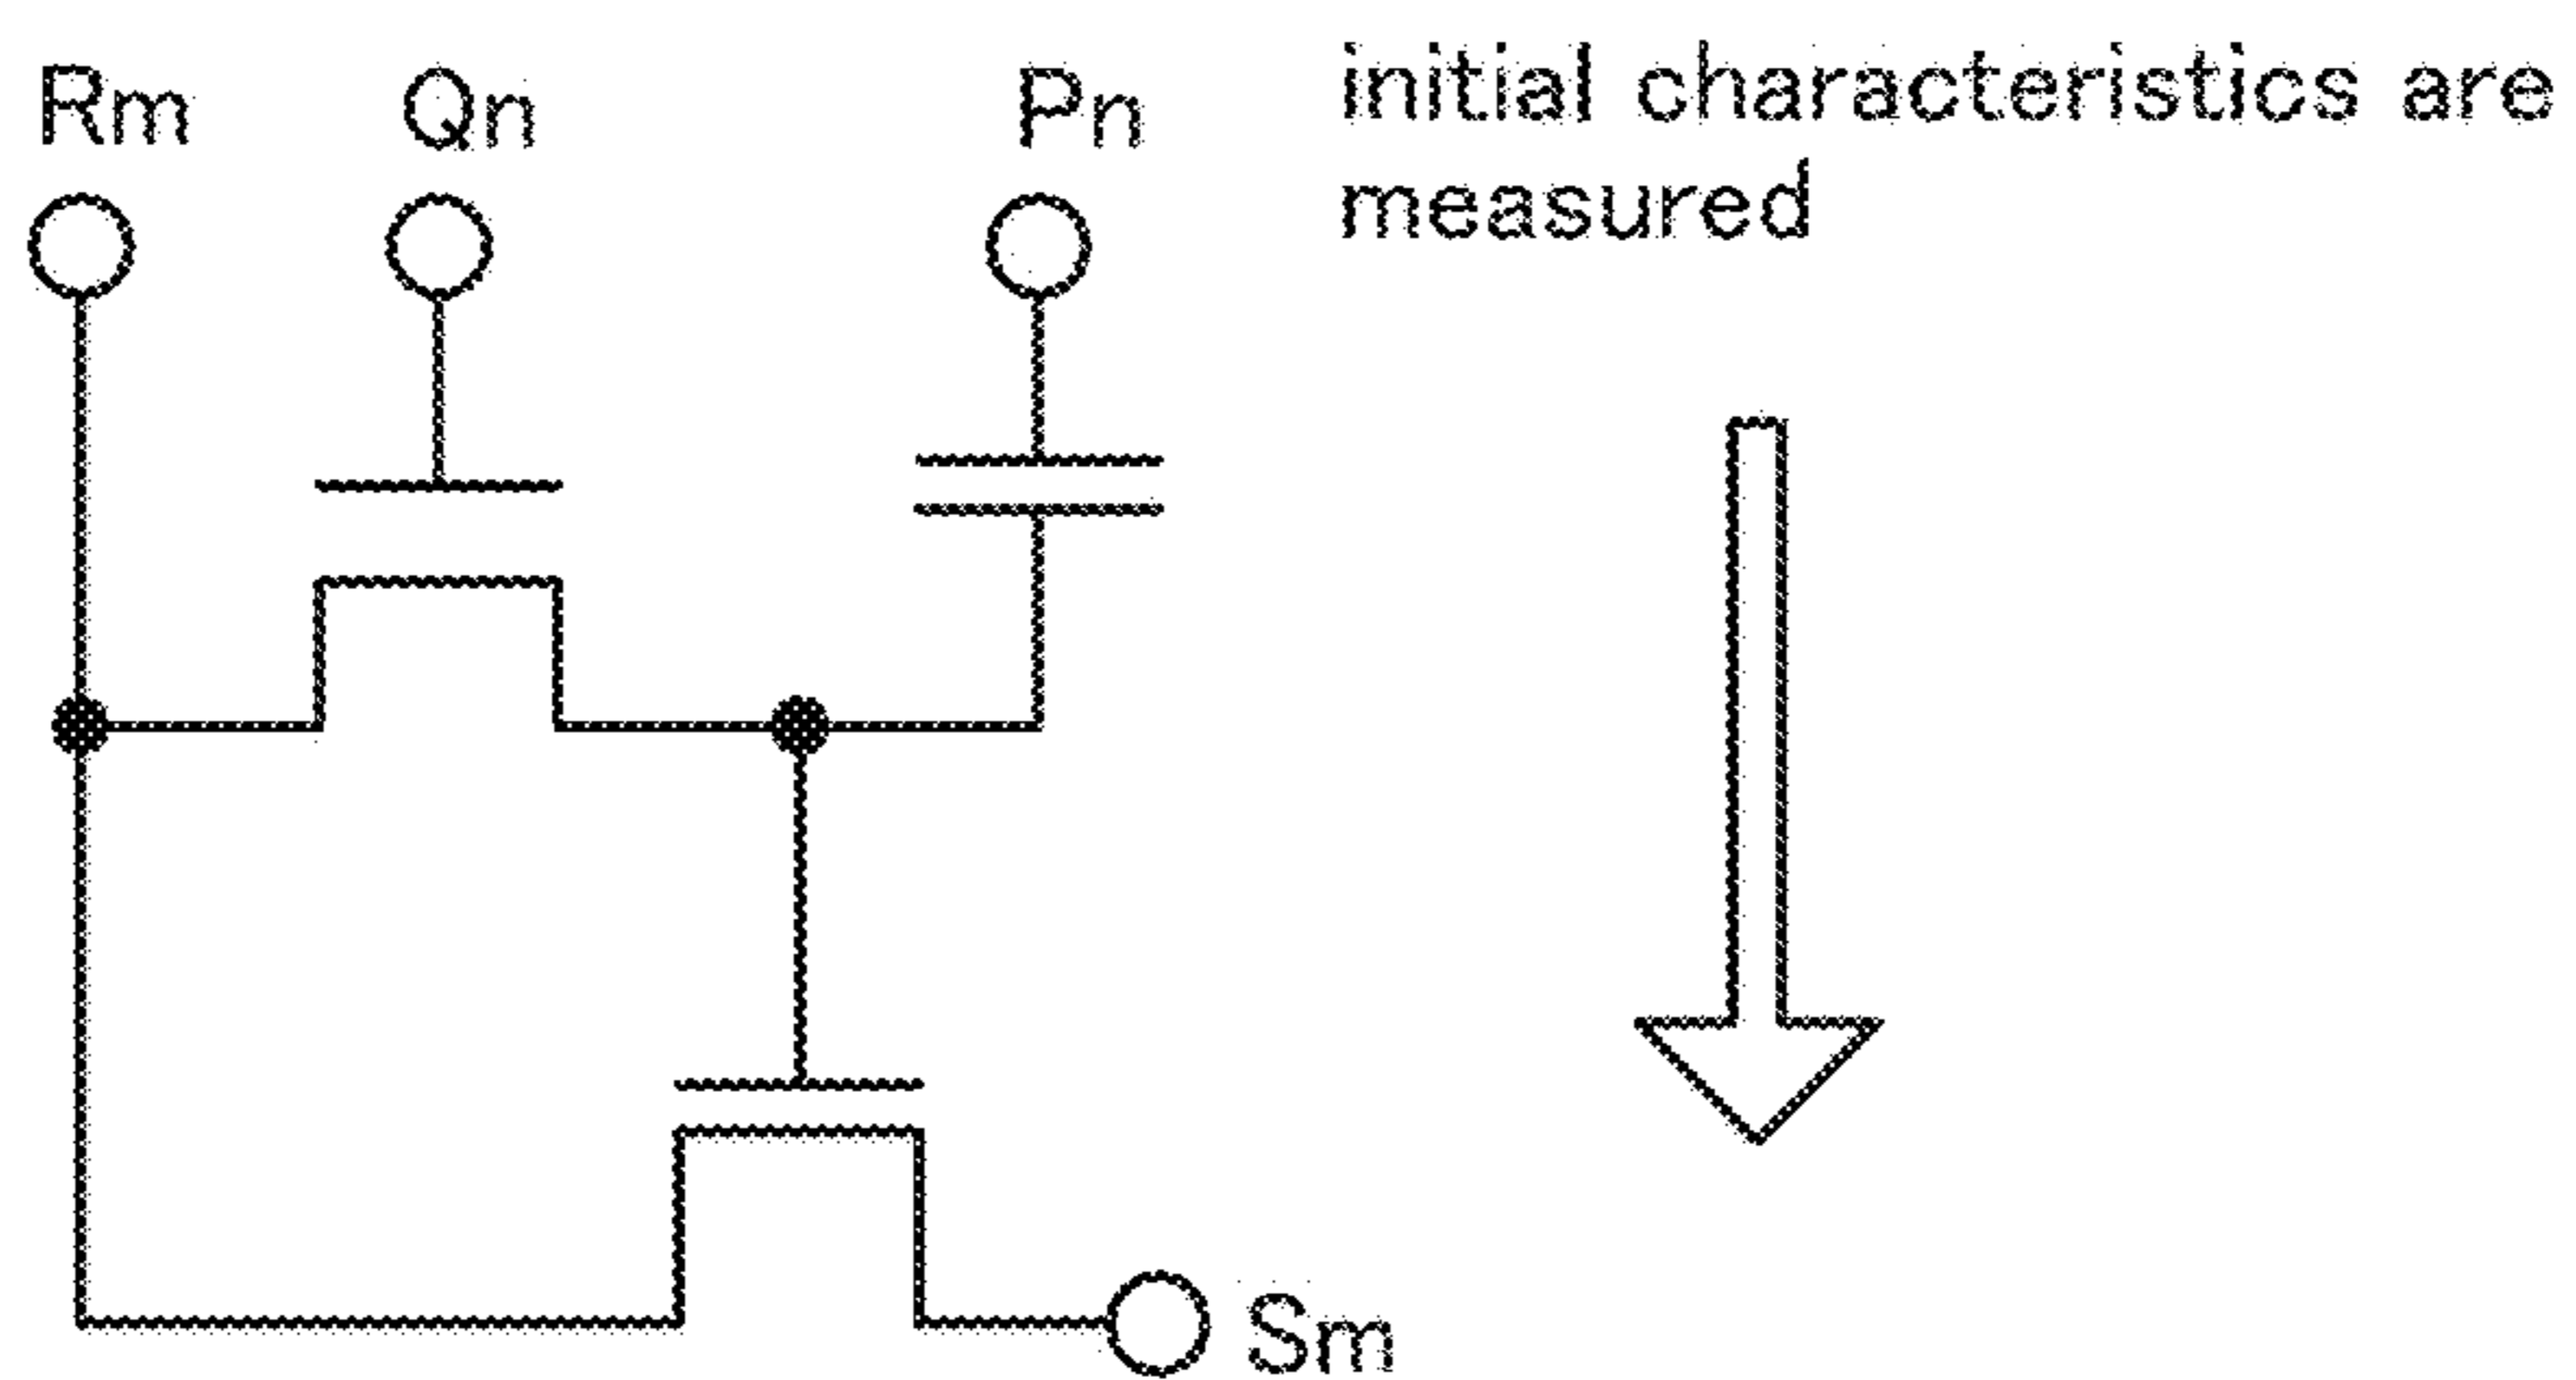 Rm Qn Pn
initial characteristics are
measured
Sm